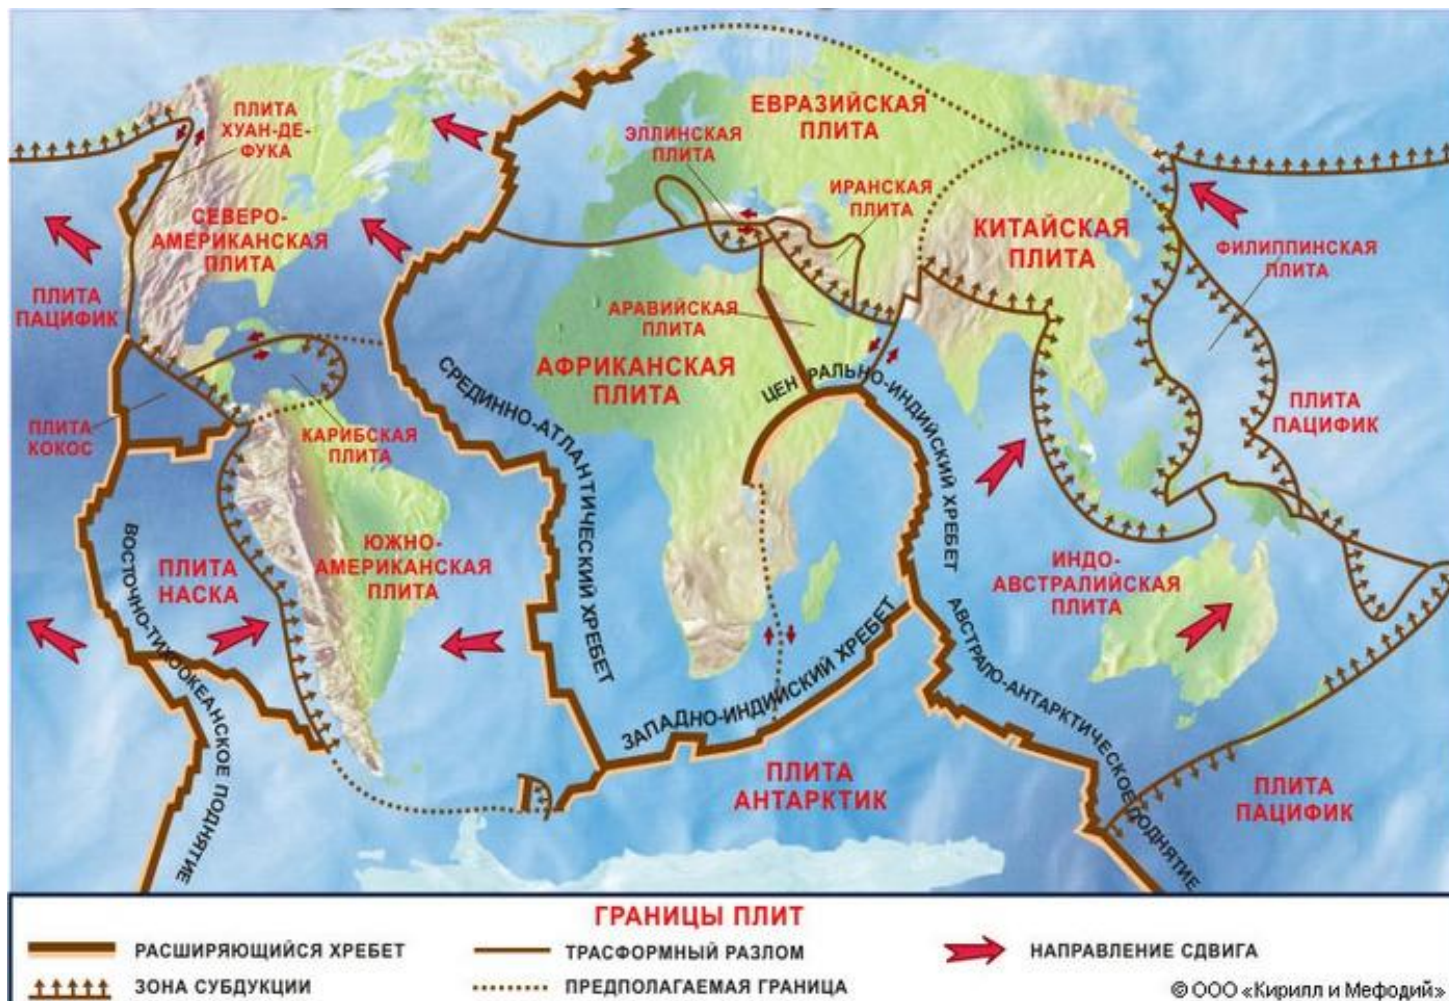 ПЛИТА
ХУАН-ДЕ-
ФУКА
ЕВРАЗИЙСКАЯ
ПЛИТА
ЭЛЛИНСКАЯ
ПЛИТА
ИРАНСКАЯ
ПЛИТА
СЕВЕРО-
АМЕРИКАНСКАЯ
ПЛИТА
КИТАЙСКАЯ
ПЛИТА
ФИЛИППИНСКАЯ
ПЛИТА
ПЛИТА
ПАЦИФИК
АРАВИЙСКАЯ
ПЛИТА
АФРИКАНСКАЯ
ПЛИТА
СРЕДИННО-АТЛАНТИЧЕСКИЙ ХРЕБЕТ
ЦЕНТРАЛЬНО-ИНДИЙСКИЙ ХРЕБЕТ
ПЛИТА
ПАЦИФИК
ПЛИТА
КОКОС
КАРИБСКАЯ
ПЛИТА
ВОСТОЧНО-ТИХООКЕАНСКОЕ ПОДНЯТИЕ
ПЛИТА
НАСКА
ЮЖНО-
АМЕРИКАНСКАЯ
ПЛИТА
ИНДО-
АВСТРАЛИЙСКАЯ
ПЛИТА
ЗАПАДНО-ИНДИЙСКИЙ ХРЕБЕТ
АВСТРАЛО-АНТАРКТИЧЕСКОЕ ПОДНЯТИЕ
ПЛИТА
АНТАРКТИК
ПЛИТА
ПАЦИФИК
ГРАНИЦЫ ПЛИТ
РАСШИРЯЮЩИЙСЯ ХРЕБЕТ
ТРАСФОРМНЫЙ РАЗЛОМ
НАПРАВЛЕНИЕ СДВИГА
ЗОНА СУБДУКЦИИ
ПРЕДПОЛАГАЕМАЯ ГРАНИЦА
© ООО «Кирилл и Мефодий»